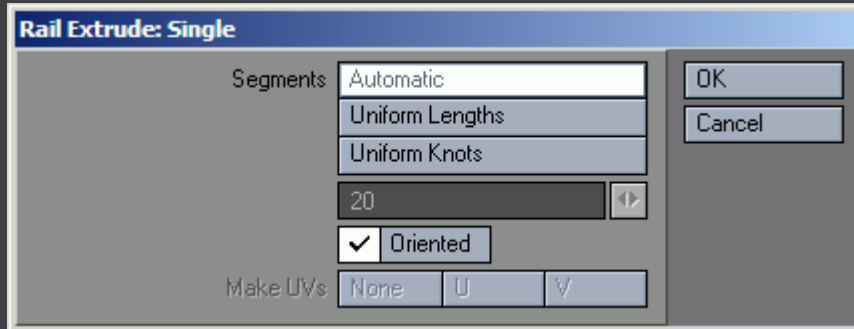 Rail Extrude: Single
Segments Automatic OK
Uniform Lengths Cancel
Uniform Knots
20
Oriented
Make UVs None U V